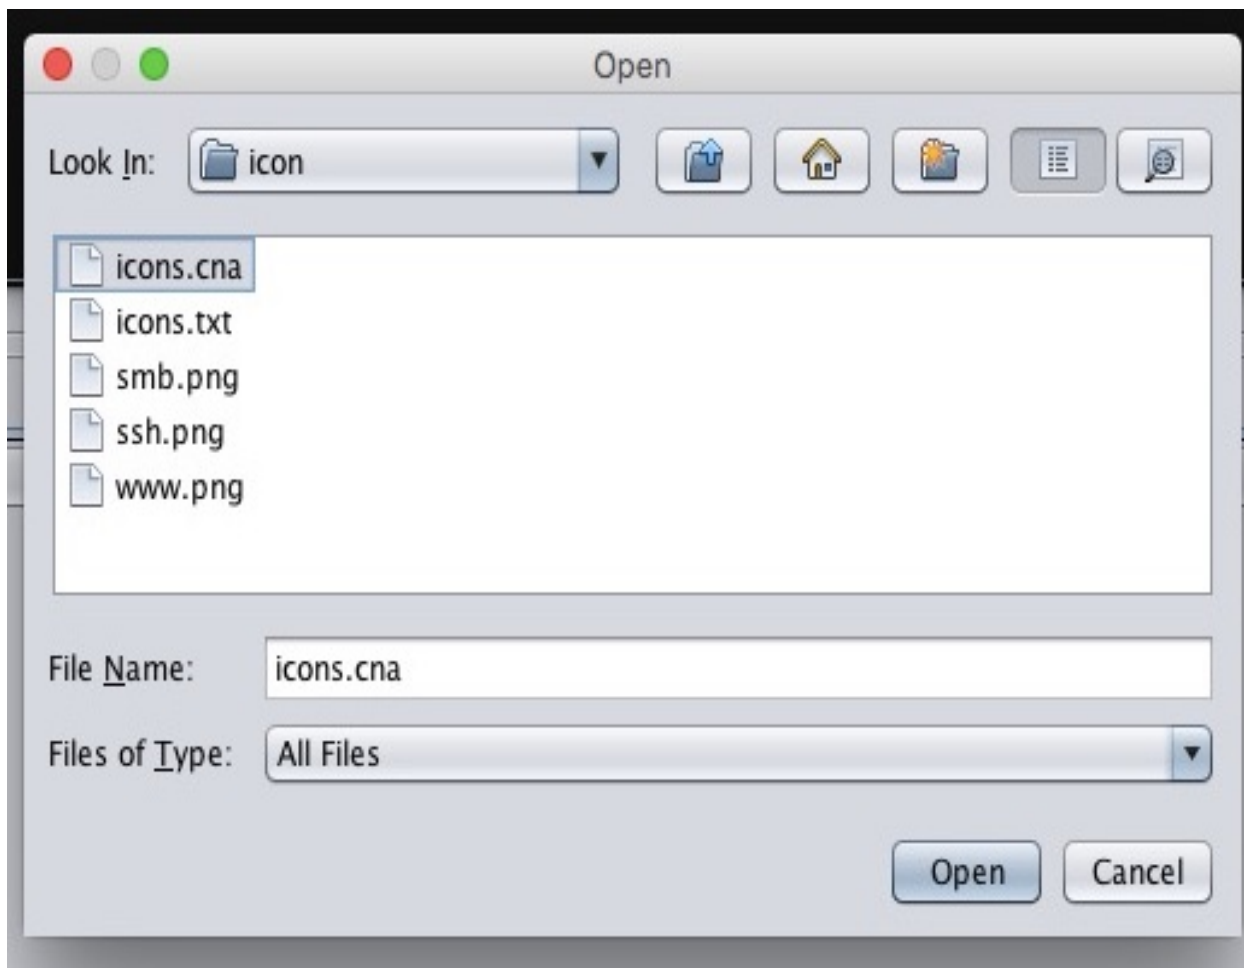 Open
Look In: icon
icons.cna
icons.txt
smb.png
ssh.png
www.png
File Name: icons.cna
Files of Type: All Files
Open Cancel